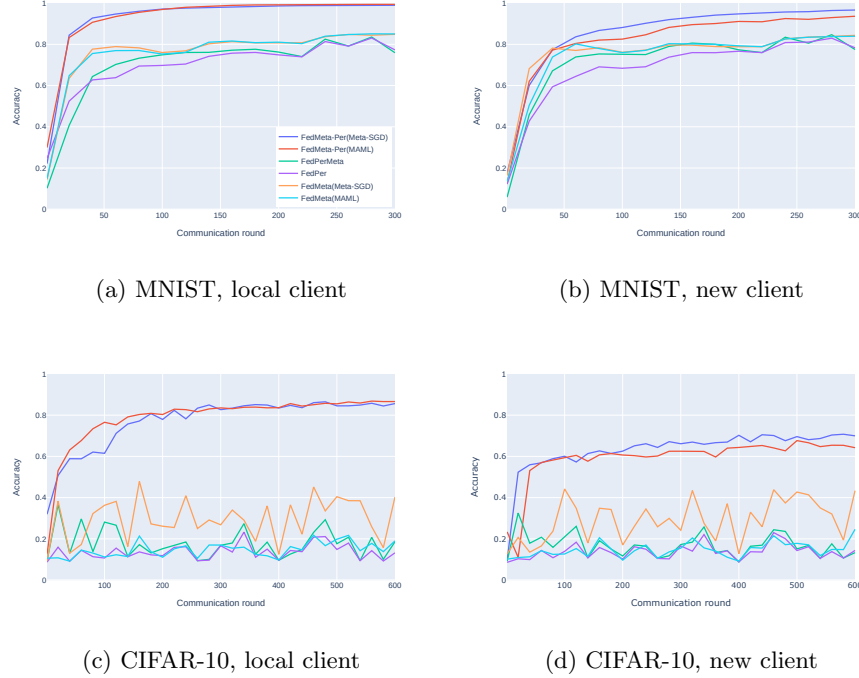 1
0.8
0.6
0.4
0.2
0
Accuracy
50
100
150
200
250
300
Communication round
FedMeta-Per(Meta-SGD)
FedMeta-Per(MAML)
FedPerMeta
FedPer
FedMeta(Meta-SGD)
FedMeta(MAML)
(a) MNIST, local client
1
0.8
0.6
0.4
0.2
0
Accuracy
50
100
150
200
250
300
Communication round
(b) MNIST, new client
1
0.8
0.6
0.4
0.2
0
Accuracy
100
200
300
400
500
600
Communication round
(c) CIFAR-10, local client
1
0.8
0.6
0.4
0.2
0
Accuracy
100
200
300
400
500
600
Communication round
(d) CIFAR-10, new client